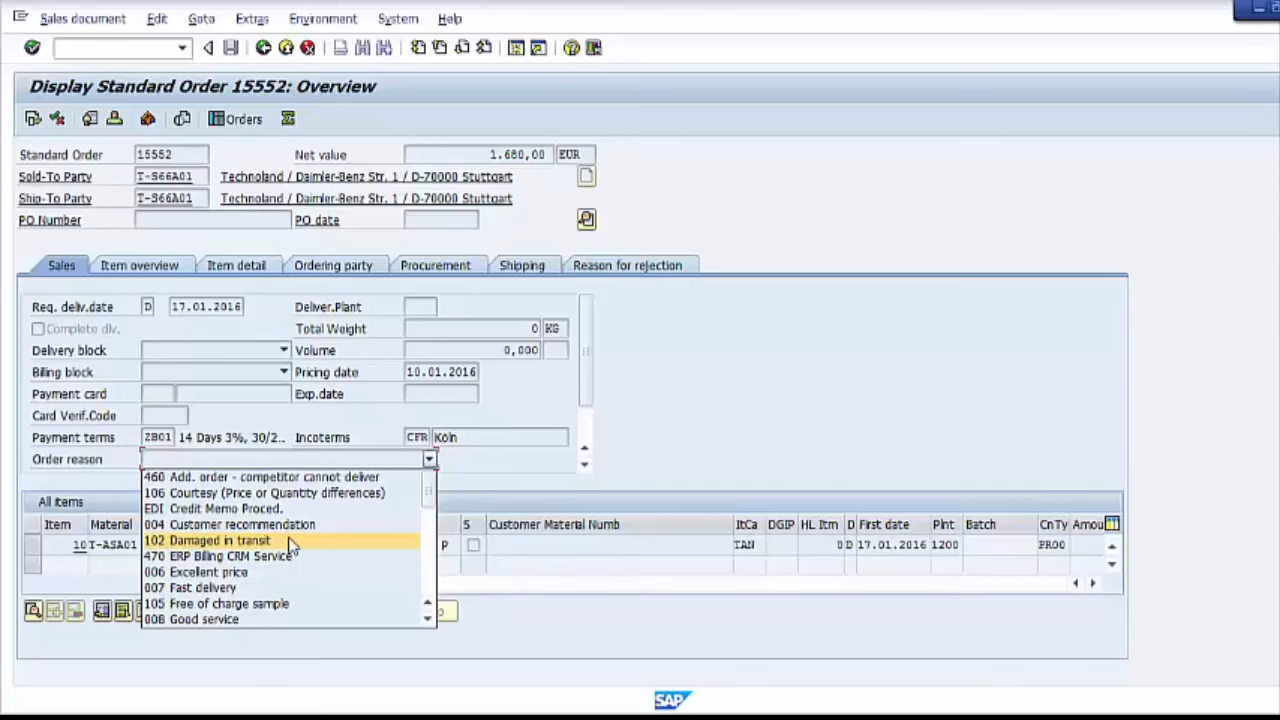 Sales document Edit Goto Extras Environment System Help
Display Standard Order 15552: Overview
Orders
Standard Order 15552 Net value 1.680,00 EUR
Sold-To Party T-S66A01 Technoland / Daimler-Benz Str. 1 / D-70000 Stuttgart
Ship-To Party T-S66A01 Technoland / Daimler-Benz Str. 1 / D-70000 Stuttgart
PO Number PO date
Sales Item overview Item detail Ordering party Procurement Shipping Reason for rejection
Req. deliv.date D 17.01.2016 Deliver.Plant
Complete dlv. Total Weight 0 KG
Delivery block Volume 0,000
Billing block Pricing date 10.01.2016
Payment card Exp.date
Card Verif.Code
Payment terms ZB01 14 Days 3%, 30/2.. Incoterms CFR Koln
Order reason
460 Add. order - competitor cannot deliver
106 Courtesy (Price or Quantity differences)
EDI Credit Memo Proced.
004 Customer recommendation
102 Damaged in transit
470 ERP Billing CRM Service
006 Excellent price
007 Fast delivery
105 Free of charge sample
008 Good service
All items
Item Material S Customer Material Numb ItCa DGIP HL Itm D First date Plnt Batch CnTy Amou
10 T-ASA01 P TAN 0 D 17.01.2016 1200 PR00
SAP